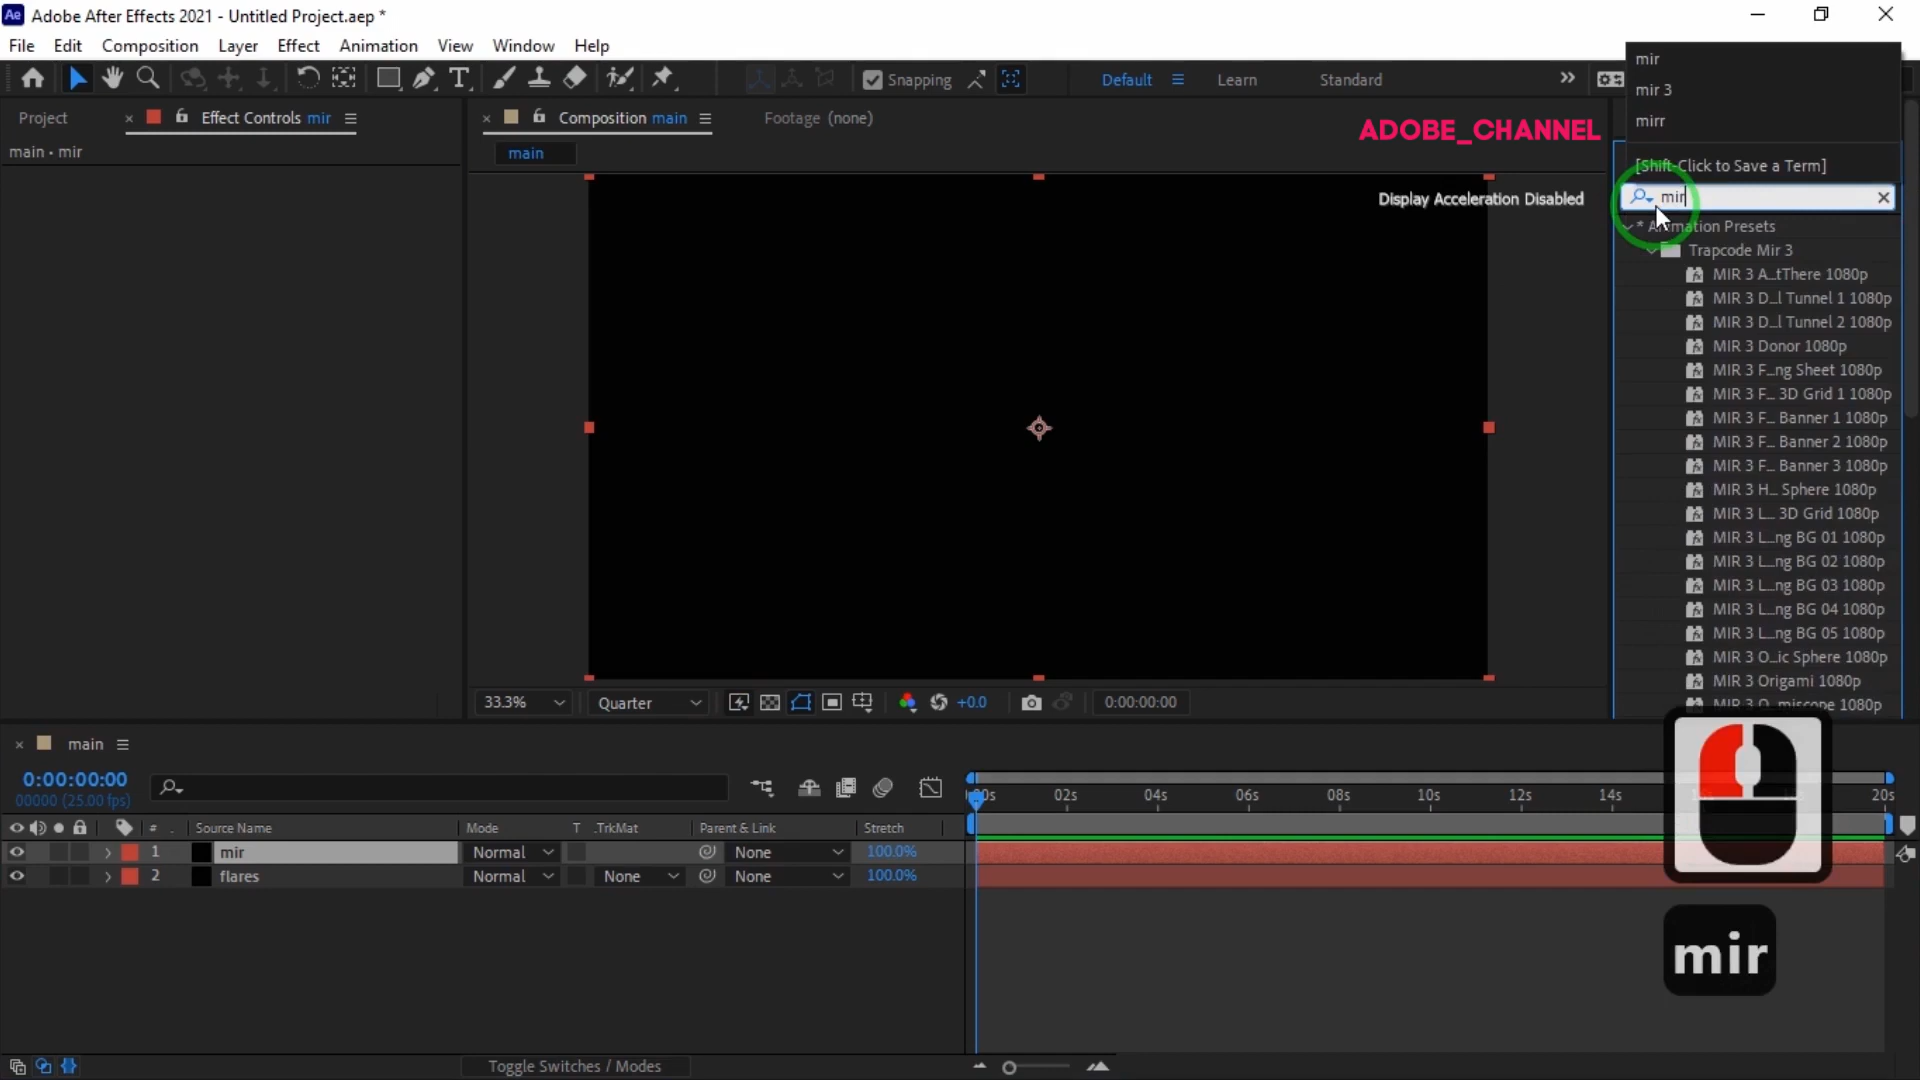 Adobe After Effects 2021 - Untitled Project.aep *
File Edit Composition Layer Effect Animation View Window Help
Snapping Default Learn Standard
mir
mir 3
mirr
[Shift-Click to Save a Term]
mir
Project Effect Controls mir Composition main Footage (none)
ADOBE_CHANNEL
main • mir
main
Display Acceleration Disabled
* Animation Presets
Trapcode Mir 3
MIR 3 A...tThere 1080p
MIR 3 D...l Tunnel 1 1080p
MIR 3 D...l Tunnel 2 1080p
MIR 3 Donor 1080p
MIR 3 F...ng Sheet 1080p
MIR 3 F... 3D Grid 1 1080p
MIR 3 F... Banner 1 1080p
MIR 3 F... Banner 2 1080p
MIR 3 F... Banner 3 1080p
MIR 3 H... Sphere 1080p
MIR 3 L... 3D Grid 1080p
MIR 3 L...ng BG 01 1080p
MIR 3 L...ng BG 02 1080p
MIR 3 L...ng BG 03 1080p
MIR 3 L...ng BG 04 1080p
MIR 3 L...ng BG 05 1080p
MIR 3 O...ic Sphere 1080p
MIR 3 Origami 1080p
MIR 3 O...miscope 1080p
33.3% Quarter +0.0 0:00:00:00
main
0:00:00:00
00000 (25.00 fps)
02s 04s 06s 08s 10s 12s 14s 20s
# Source Name Mode T .TrkMat Parent & Link Stretch
1 mir Normal None 100.0%
2 flares Normal None None 100.0%
mir
Toggle Switches / Modes